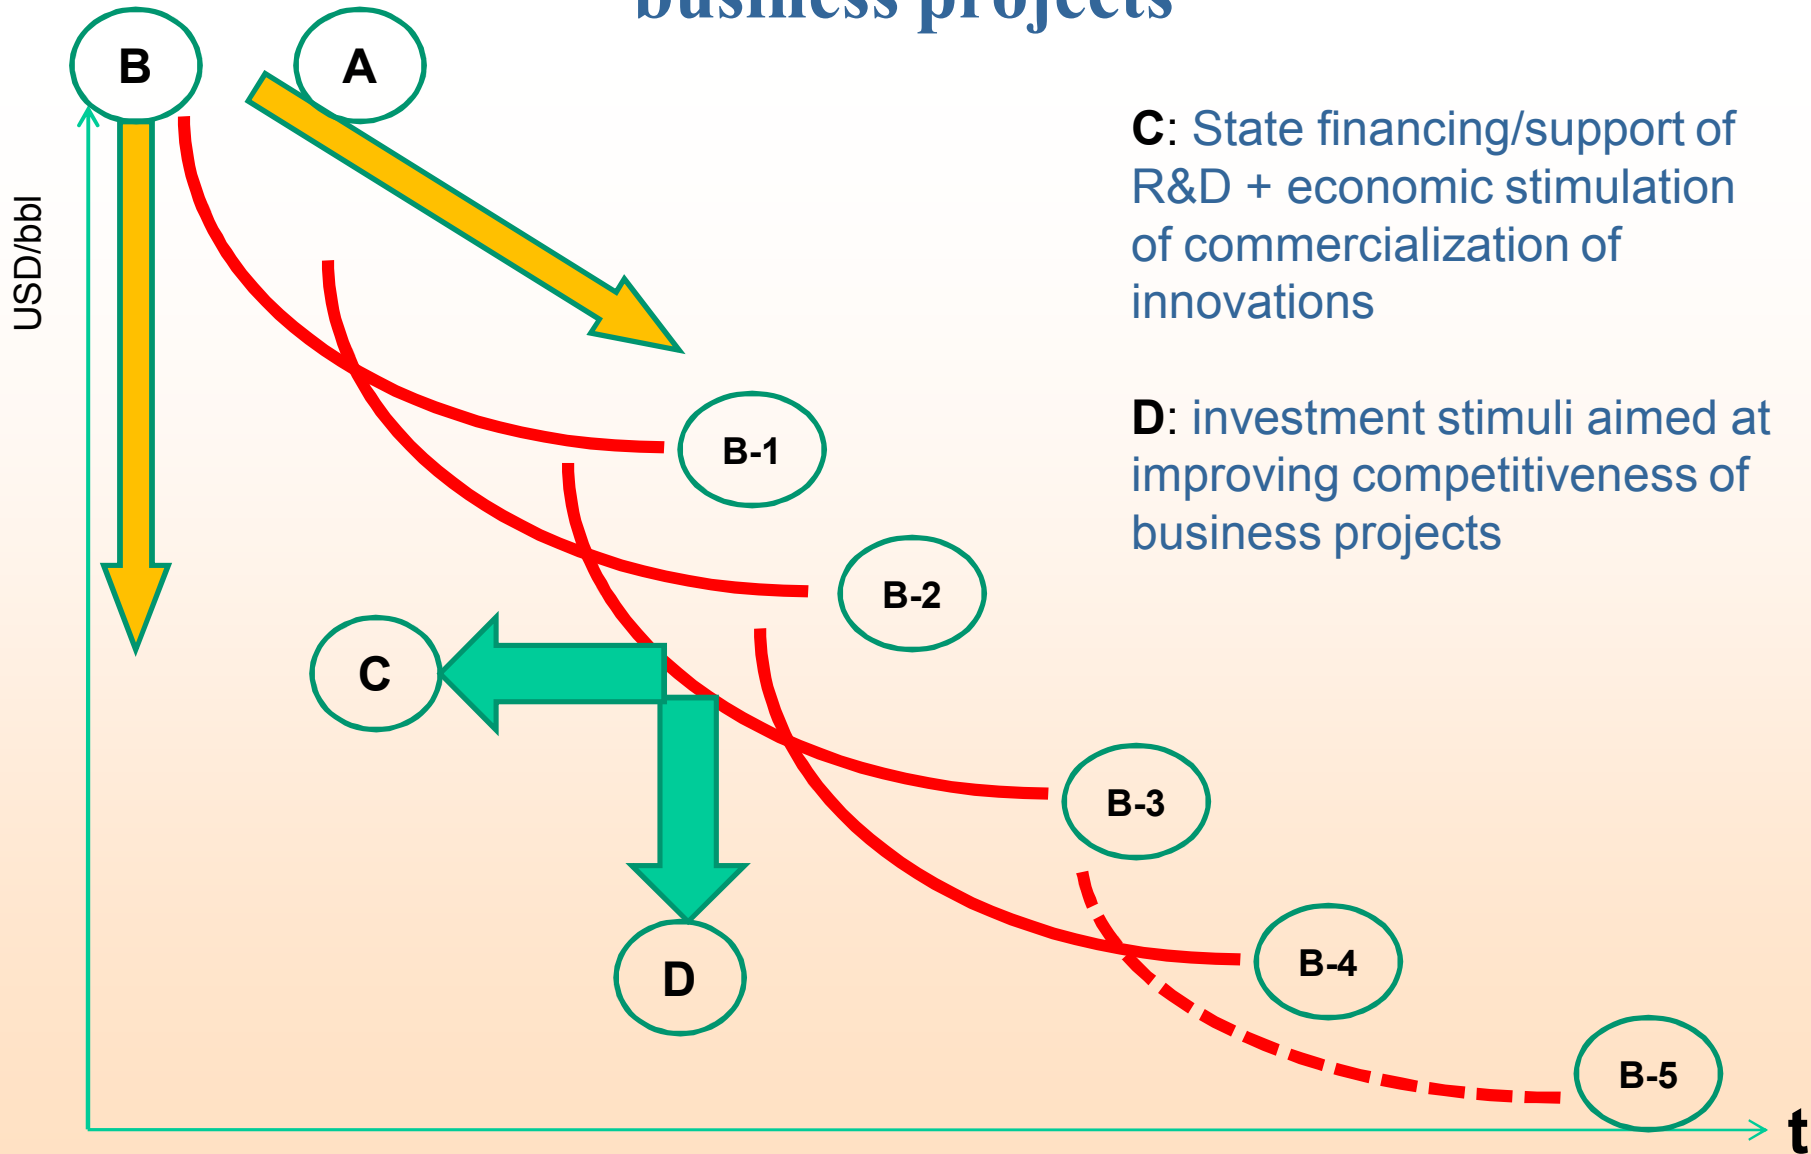 business projects
B
A
USD/bbl
C: State financing/support of
R&D + economic stimulation
of commercialization of
innovations
D: investment stimuli aimed at
improving competitiveness of
business projects
B-1
B-2
C
B-3
D
B-4
B-5
t